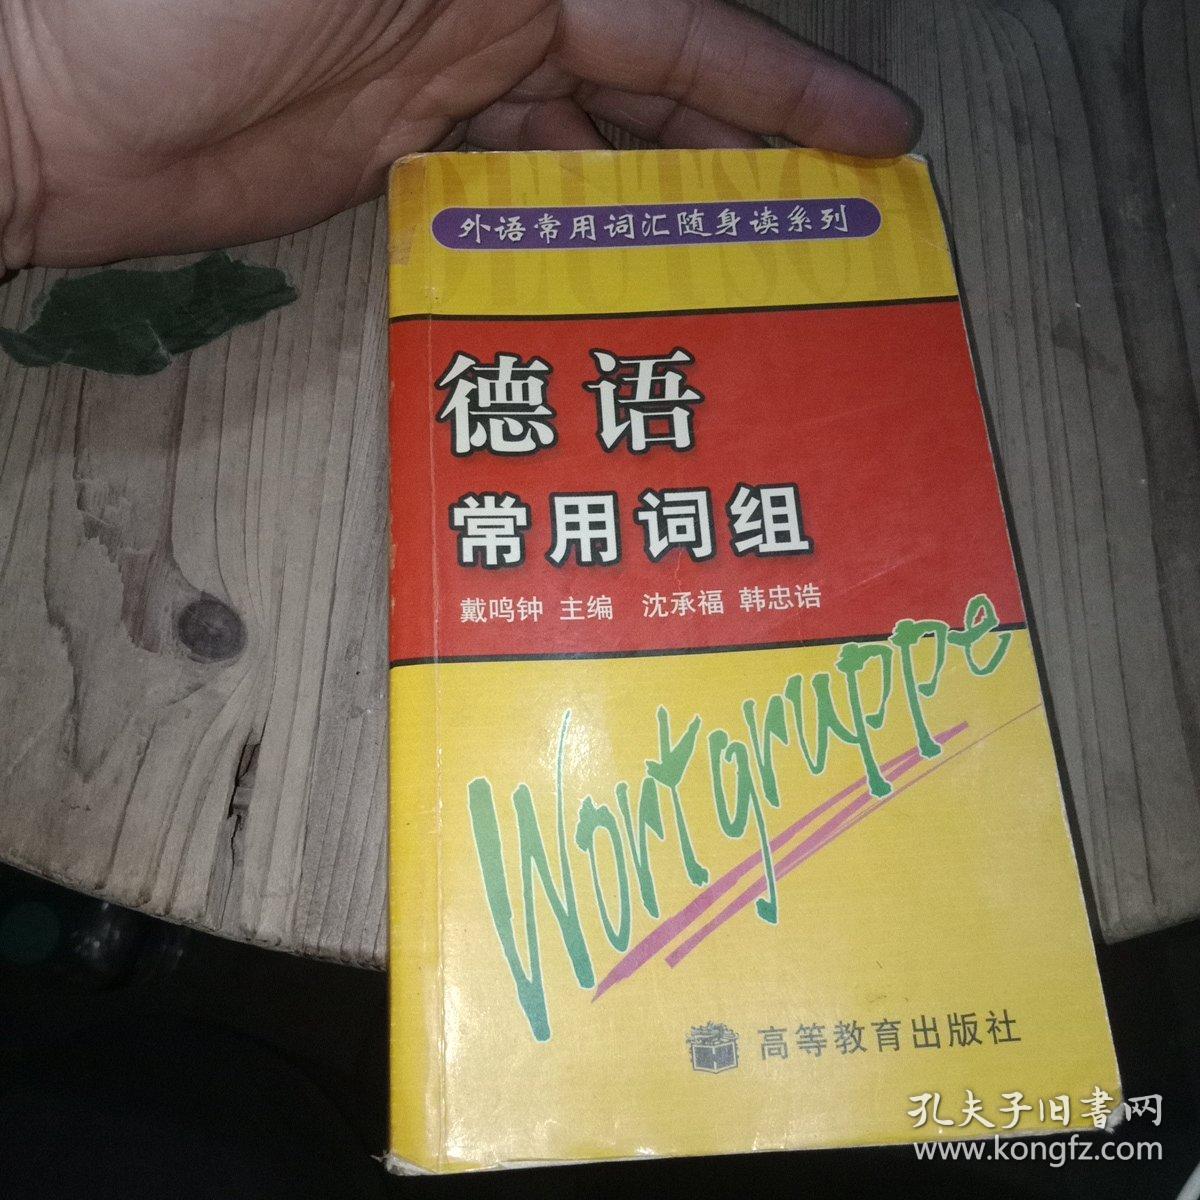 DEUTSCH
外语常用词汇随身读系列
德语
常用词组
戴鸣钟 主编 沈承福 韩忠诰
Wortgruppe
高等教育出版社
孔夫子旧书网
www.kongfz.com